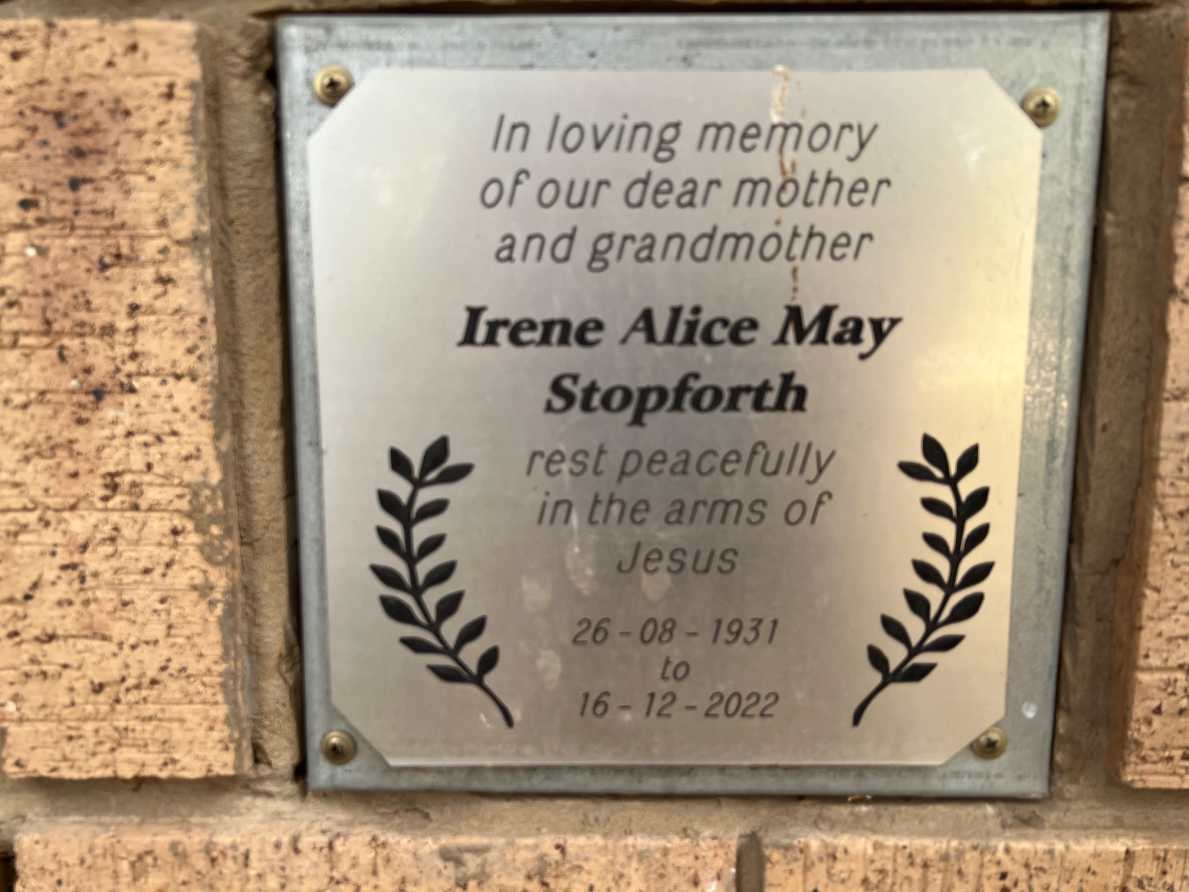 In loving memory
of our dear mother
and grandmother
Irene Alice May
Stopforth
rest peacefully
in the arms of
Jesus
26 - 08 - 1931
to
16 - 12 - 2022